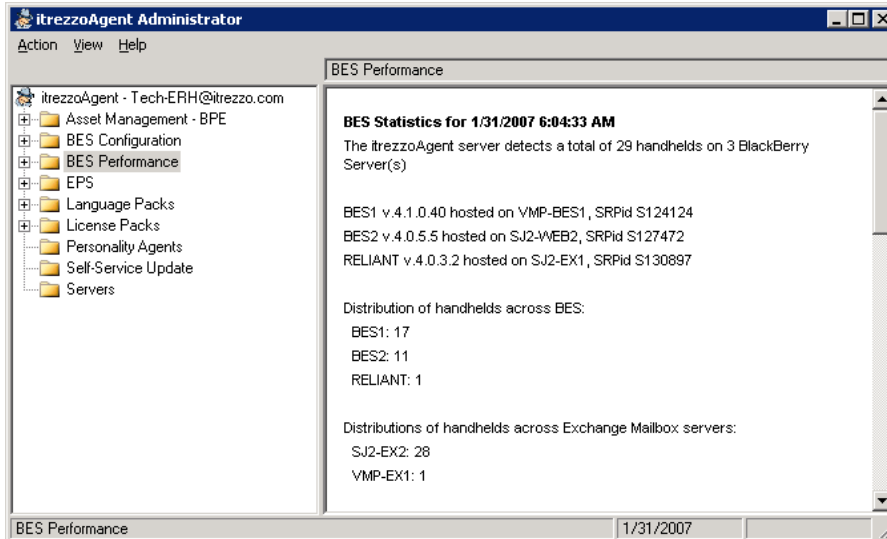 itrezzoAgent Administrator
Action View Help
BES Performance
itrezzoAgent - Tech-ERH@itrezzo.com
Asset Management - BPE
BES Configuration
BES Performance
EPS
Language Packs
License Packs
Personality Agents
Self-Service Update
Servers
BES Statistics for 1/31/2007 6:04:33 AM
The itrezzoAgent server detects a total of 29 handhelds on 3 BlackBerry
Server(s)
BES1 v.4.1.0.40 hosted on VMP-BES1, SRPid S124124
BES2 v.4.0.5.5 hosted on SJ2-WEB2, SRPid S127472
RELIANT v.4.0.3.2 hosted on SJ2-EX1, SRPid S130897
Distribution of handhelds across BES:
BES1: 17
BES2: 11
RELIANT: 1
Distributions of handhelds across Exchange Mailbox servers:
SJ2-EX2: 28
VMP-EX1: 1
BES Performance 1/31/2007